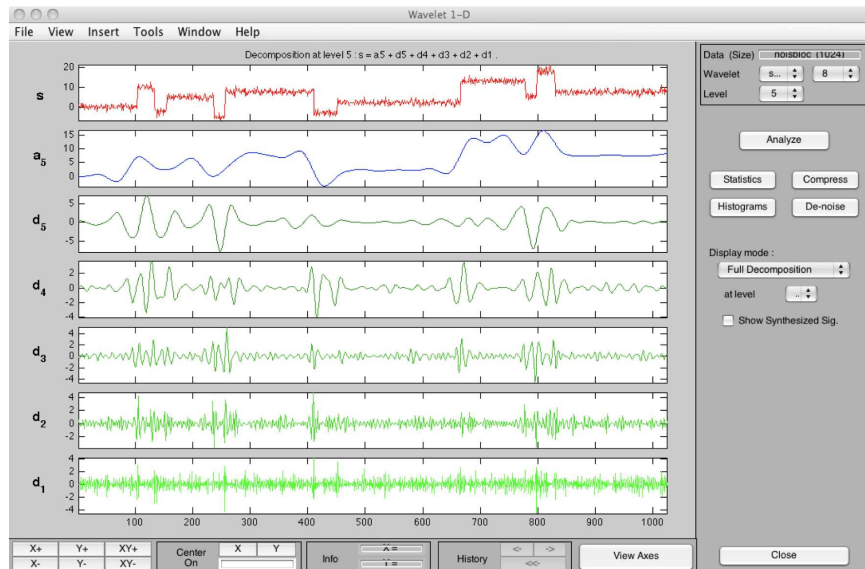 Wavelet 1-D
File View Insert Tools Window Help
Decomposition at level 5 : s = a5 + d5 + d4 + d3 + d2 + d1 .
Data (Size) noisbloc (1024)
Wavelet s... 8
Level 5
s
20
10
0
a5
15
10
5
0
d5
5
0
-5
d4
2
0
-2
-4
d3
4
2
0
-2
-4
d2
4
2
0
-2
d1
4
2
0
-2
-4
100 200 300 400 500 600 700 800 900 1000
Analyze
Statistics Compress
Histograms De-noise
Display mode :
Full Decomposition
at level ..
Show Synthesized Sig.
X+ Y+ XY+
X- Y- XY-
Center On
X Y
Info
X =
Y =
History
<- ->
<<-
View Axes
Close